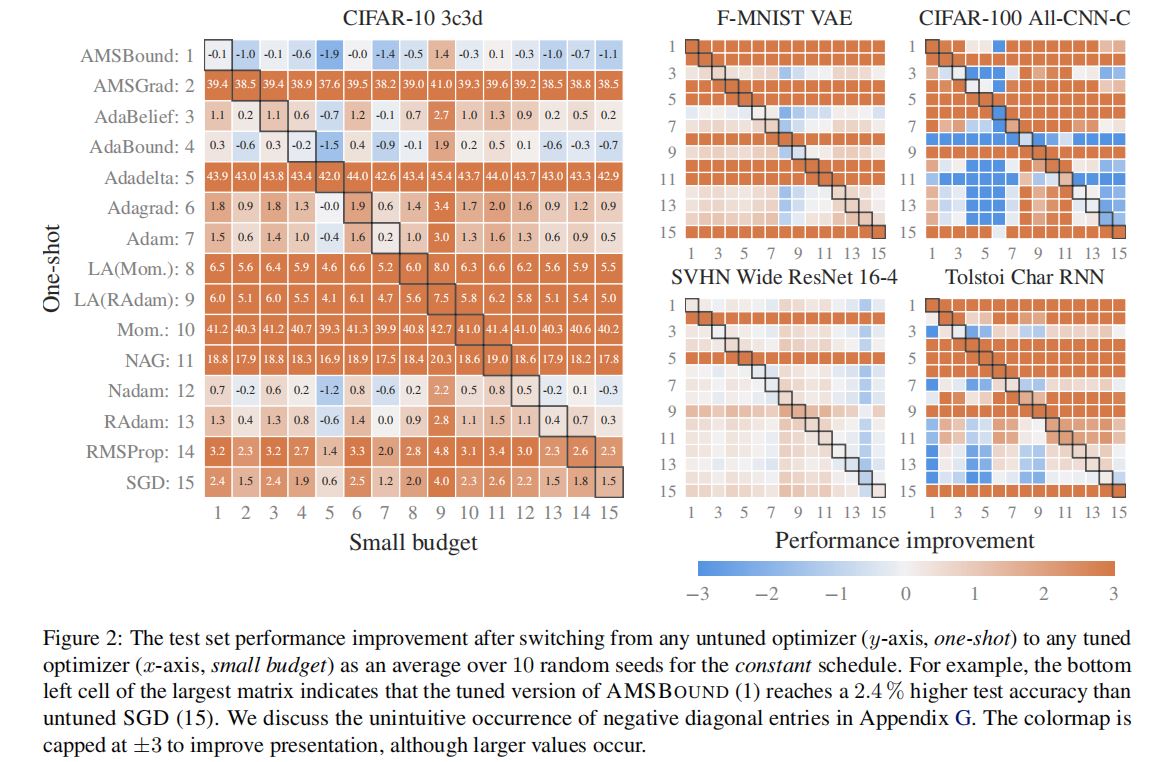 CIFAR-10 3c3d
F-MNIST VAE
CIFAR-100 All-CNN-C
One-shot
AMSBound: 1 -0.1 -1.0 -0.1 -0.6 -1.9 -0.0 -1.4 -0.5 1.4 -0.3 0.1 -0.3 -1.0 -0.7 -1.1
AMSGrad: 2 39.4 38.5 39.4 38.9 37.6 39.5 38.2 39.0 41.0 39.3 39.6 39.2 38.5 38.8 38.5
AdaBelief: 3 1.1 0.2 1.1 0.6 -0.7 1.2 -0.1 0.7 2.7 1.0 1.3 0.9 0.2 0.5 0.2
AdaBound: 4 0.3 -0.6 0.3 -0.2 -1.5 0.4 -0.9 -0.1 1.9 0.2 0.5 0.1 -0.6 -0.3 -0.7
Adadelta: 5 43.9 43.0 43.8 43.4 42.0 44.0 42.6 43.4 45.4 43.7 44.0 43.7 43.0 43.3 42.9
Adagrad: 6 1.8 0.9 1.8 1.3 -0.0 1.9 0.6 1.4 3.4 1.7 2.0 1.6 0.9 1.2 0.9
Adam: 7 1.5 0.6 1.4 1.0 -0.4 1.6 0.2 1.0 3.0 1.3 1.6 1.3 0.6 0.9 0.5
LA(Mom.): 8 6.5 5.6 6.4 5.9 4.6 6.6 5.2 6.0 8.0 6.3 6.6 6.2 5.6 5.9 5.5
LA(RAdam): 9 6.0 5.1 6.0 5.5 4.1 6.1 4.7 5.6 7.5 5.8 6.2 5.8 5.1 5.4 5.0
Mom.: 10 41.2 40.3 41.2 40.7 39.3 41.3 39.9 40.8 42.7 41.0 41.4 41.0 40.3 40.6 40.2
NAG: 11 18.8 17.9 18.8 18.3 16.9 18.9 17.5 18.4 20.3 18.6 19.0 18.6 17.9 18.2 17.8
Nadam: 12 0.7 -0.2 0.6 0.2 -1.2 0.8 -0.6 0.2 2.2 0.5 0.8 0.5 -0.2 0.1 -0.3
RAdam: 13 1.3 0.4 1.3 0.8 -0.6 1.4 0.0 0.9 2.8 1.1 1.5 1.1 0.4 0.7 0.3
RMSProp: 14 3.2 2.3 3.2 2.7 1.4 3.3 2.0 2.8 4.8 3.1 3.4 3.0 2.3 2.6 2.3
SGD: 15 2.4 1.5 2.4 1.9 0.6 2.5 1.2 2.0 4.0 2.3 2.6 2.2 1.5 1.8 1.5
1 2 3 4 5 6 7 8 9 10 11 12 13 14 15
Small budget
1
3
5
7
9
11
13
15
1 3 5 7 9 11 13 15
1
3
5
7
9
11
13
15
1 3 5 7 9 11 13 15
SVHN Wide ResNet 16-4
Tolstoi Char RNN
1
3
5
7
9
11
13
15
1 3 5 7 9 11 13 15
1
3
5
7
9
11
13
15
1 3 5 7 9 11 13 15
Performance improvement
−3 −2 −1 0 1 2 3
Figure 2: The test set performance improvement after switching from any untuned optimizer (y-axis, one-shot) to any tuned
optimizer (x-axis, small budget) as an average over 10 random seeds for the constant schedule. For example, the bottom
left cell of the largest matrix indicates that the tuned version of AMSBOUND (1) reaches a 2.4 % higher test accuracy than
untuned SGD (15). We discuss the unintuitive occurrence of negative diagonal entries in Appendix G. The colormap is
capped at ±3 to improve presentation, although larger values occur.